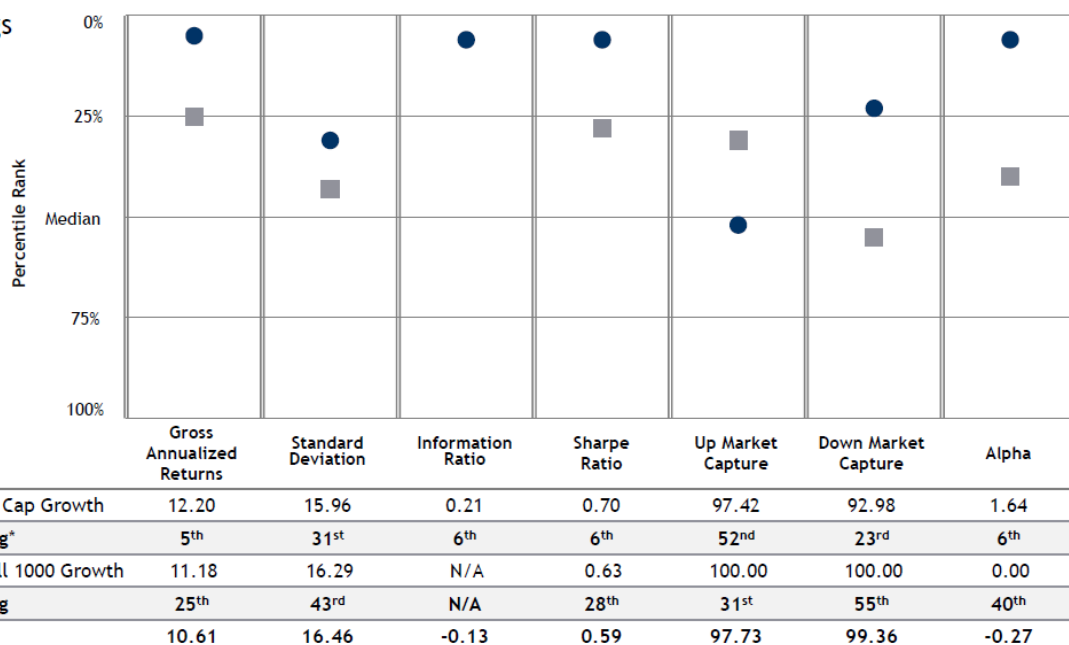 gs
0%
25%
Percentile Rank
Median
75%
100%
Gross Annualized Returns Standard Deviation Information Ratio Sharpe Ratio Up Market Capture Down Market Capture Alpha
Cap Growth 12.20 15.96 0.21 0.70 97.42 92.98 1.64
g* 5th 31st 6th 6th 52nd 23rd 6th
ll 1000 Growth 11.18 16.29 N/A 0.63 100.00 100.00 0.00
g 25th 43rd N/A 28th 31st 55th 40th
10.61 16.46 -0.13 0.59 97.73 99.36 -0.27